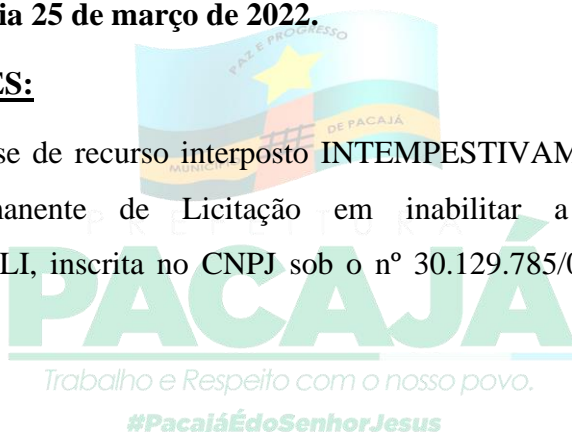 ia 25 de março de 2022.
PAZ E PROGRESSO
ES:
DE PACAJÁ
se de recurso interposto INTEMPESTIVAM
MUNICÍP
manente de Licitação em inabilitar a
PREFEITURA
LI, inscrita no CNPJ sob o nº 30.129.785/0
PACAJÁ
Trabalho e Respeito com o nosso povo.
#PacajáÉdoSenhorJesus